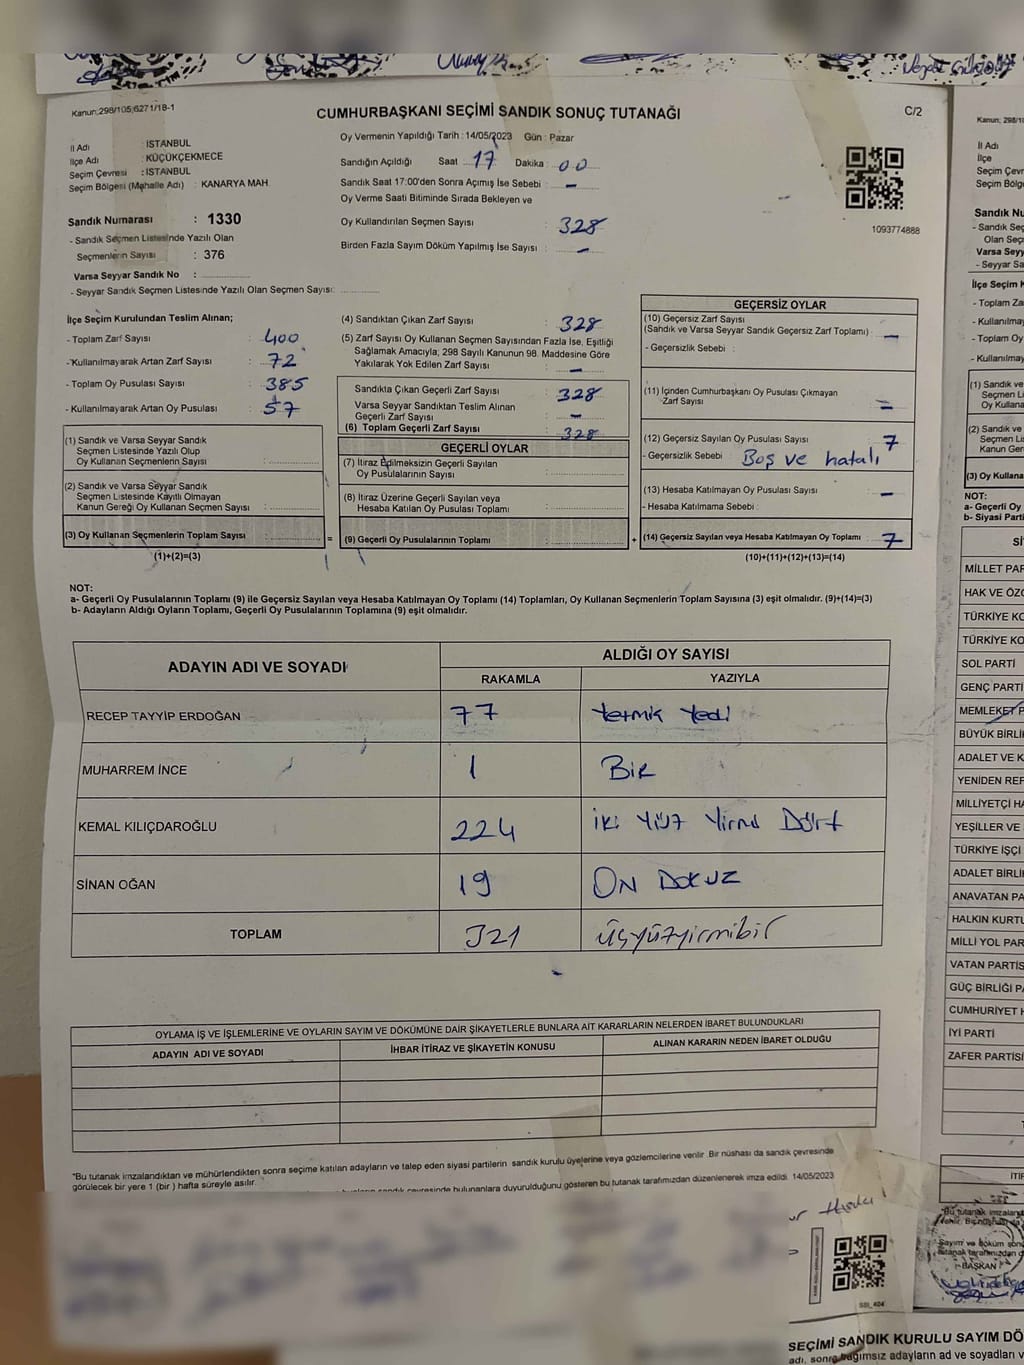 Kanun;298/105;6271/18-1
CUMHURBAŞKANI SEÇİMİ SANDIK SONUÇ TUTANAĞI
C/2
İl Adı : İSTANBUL
İlçe Adı : KÜÇÜKÇEKMECE
Seçim Çevresi : İSTANBUL
Seçim Bölgesi (Mahalle Adı) : KANARYA MAH.
Sandık Numarası : 1330
- Sandık Seçmen Listesinde Yazılı Olan
Seçmenlerin Sayısı : 376
Varsa Seyyar Sandık No :
- Seyyar Sandık Seçmen Listesinde Yazılı Olan Seçmen Sayısı:
Oy Vermenin Yapıldığı Tarih : 14/05/2023 Gün : Pazar
Sandığın Açıldığı Saat 17 Dakika : 00
Sandık Saat 17:00'den Sonra Açımış İse Sebebi : -
Oy Verme Saati Bitiminde Sırada Bekleyen ve
Oy Kullandırılan Seçmen Sayısı : 328
Birden Fazla Sayım Döküm Yapılmış İse Sayısı : -
1093774888
İlçe Seçim Kurulundan Teslim Alınan;
- Toplam Zarf Sayısı : 400
-Kullanılmayarak Artan Zarf Sayısı : 72
- Toplam Oy Pusulası Sayısı : 385
- Kullanılmayarak Artan Oy Pusulası : 57
(1) Sandık ve Varsa Seyyar Sandık
Seçmen Listesinde Yazılı Olup
Oy Kullanan Seçmenlerin Sayısı :
(2) Sandık ve Varsa Seyyar Sandık
Seçmen Listesinde Kayıtlı Olmayan
Kanun Gereği Oy Kullanan Seçmen Sayısı :
(3) Oy Kullanan Seçmenlerin Toplam Sayısı :
(1)+(2)=(3)
(4) Sandıktan Çıkan Zarf Sayısı : 328
(5) Zarf Sayısı Oy Kullanan Seçmen Sayısından Fazla İse, Eşitliği
Sağlamak Amacıyla, 298 Sayılı Kanunun 98. Maddesine Göre
Yakılarak Yok Edilen Zarf Sayısı : -
Sandıkta Çıkan Geçerli Zarf Sayısı : 328
Varsa Seyyar Sandıktan Teslim Alınan
Geçerli Zarf Sayısı : -
(6) Toplam Geçerli Zarf Sayısı : 328
GEÇERLİ OYLAR
(7) İtiraz Edilmeksizin Geçerli Sayılan
Oy Pusulalarının Sayısı :
(8) İtiraz Üzerine Geçerli Sayılan veya
Hesaba Katılan Oy Pusulası Toplamı :
(9) Geçerli Oy Pusulalarının Toplamı :
GEÇERSİZ OYLAR
(10) Geçersiz Zarf Sayısı
(Sandık ve Varsa Seyyar Sandık Geçersiz Zarf Toplamı) : -
- Geçersizlik Sebebi :
(11) İçinden Cumhurbaşkanı Oy Pusulası Çıkmayan
Zarf Sayısı : -
(12) Geçersiz Sayılan Oy Pusulası Sayısı : 7
- Geçersizlik Sebebi : Boş ve hatalı
(13) Hesaba Katılmayan Oy Pusulası Sayısı : -
- Hesaba Katılmama Sebebi :
(14) Geçersiz Sayılan veya Hesaba Katılmayan Oy Toplamı : 7
(10)+(11)+(12)+(13)=(14)
NOT:
a- Geçerli Oy Pusulalarının Toplamı (9) ile Geçersiz Sayılan veya Hesaba Katılmayan Oy Toplamı (14) Toplamları, Oy Kullanan Seçmenlerin Toplam Sayısına (3) eşit olmalıdır. (9)+(14)=(3)
b- Adayların Aldığı Oyların Toplamı, Geçerli Oy Pusulalarının Toplamına (9) eşit olmalıdır.
ADAYIN ADI VE SOYADI ALDIĞI OY SAYISI
RAKAMLA YAZIYLA
RECEP TAYYİP ERDOĞAN 77 Yetmik Yedi
MUHARREM İNCE 1 BİR
KEMAL KILIÇDAROĞLU 224 İki Yüz Yirmi Dört
SİNAN OĞAN 19 ON DOKUZ
TOPLAM 321 üçyüzyirmibir
OYLAMA İŞ VE İŞLEMLERİNE VE OYLARIN SAYIM VE DÖKÜMÜNE DAİR ŞİKAYETLERLE BUNLARA AİT KARARLARIN NELERDEN İBARET BULUNDUKLARI
ADAYIN ADI VE SOYADI İHBAR İTİRAZ VE ŞİKAYETİN KONUSU ALINAN KARARIN NEDEN İBARET OLDUĞU
*Bu tutanak imzalandıktan ve mühürlendikten sonra seçime katılan adayların ve talep eden siyasi partilerin sandık kurulu üyelerine veya gözlemcilerine verilir. Bir nüshası da sandık çevresinde
görülecek bir yere 1 (bir ) hafta süreyle asılır.
sandık çevresinde bulunanlara duyurulduğunu gösteren bu tutanak tarafımızdan düzenlenerek imza edildi. 14/05/2023
SSI_404
Kanun; 298/1
İl Adı
İlçe
Seçim Çevr
Seçim Bölg
Sandık Nu
- Sandık Seç
Olan Seç
Varsa Seyy
- Seyyar Sa
İlçe Seçim K
- Toplam Za
- Kullanılma
- Toplam Oy
- Kullanılmay
(1) Sandık ve
Seçmen Li
Oy Kullana
(2) Sandık ve
Seçmen Lis
Kanun Ger
(3) Oy Kullana
NOT:
a- Geçerli Oy
b- Siyasi Parti
Sİ
MİLLET PAR
HAK VE ÖZG
TÜRKİYE KO
TÜRKİYE KO
SOL PARTİ
GENÇ PARTİ
MEMLEKET P
BÜYÜK BİRLİ
ADALET VE K
YENİDEN REF
MİLLİYETÇİ HA
YEŞİLLER VE
TÜRKİYE İŞÇİ
ADALET BİRLİ
ANAVATAN PA
HALKIN KURTU
MİLLİ YOL PAR
VATAN PARTİS
GÜÇ BİRLİĞİ PA
CUMHURİYET H
İYİ PARTİ
ZAFER PARTİSİ
İTİF
*Bu tutanak imzalan
Sayım ve döküm son
tutanak tarafımızdan d
BAŞKAN
SEÇİMİ SANDIK KURULU SAYIM DÖ
adı, sonra bağımsız adayların ad ve soyadları v